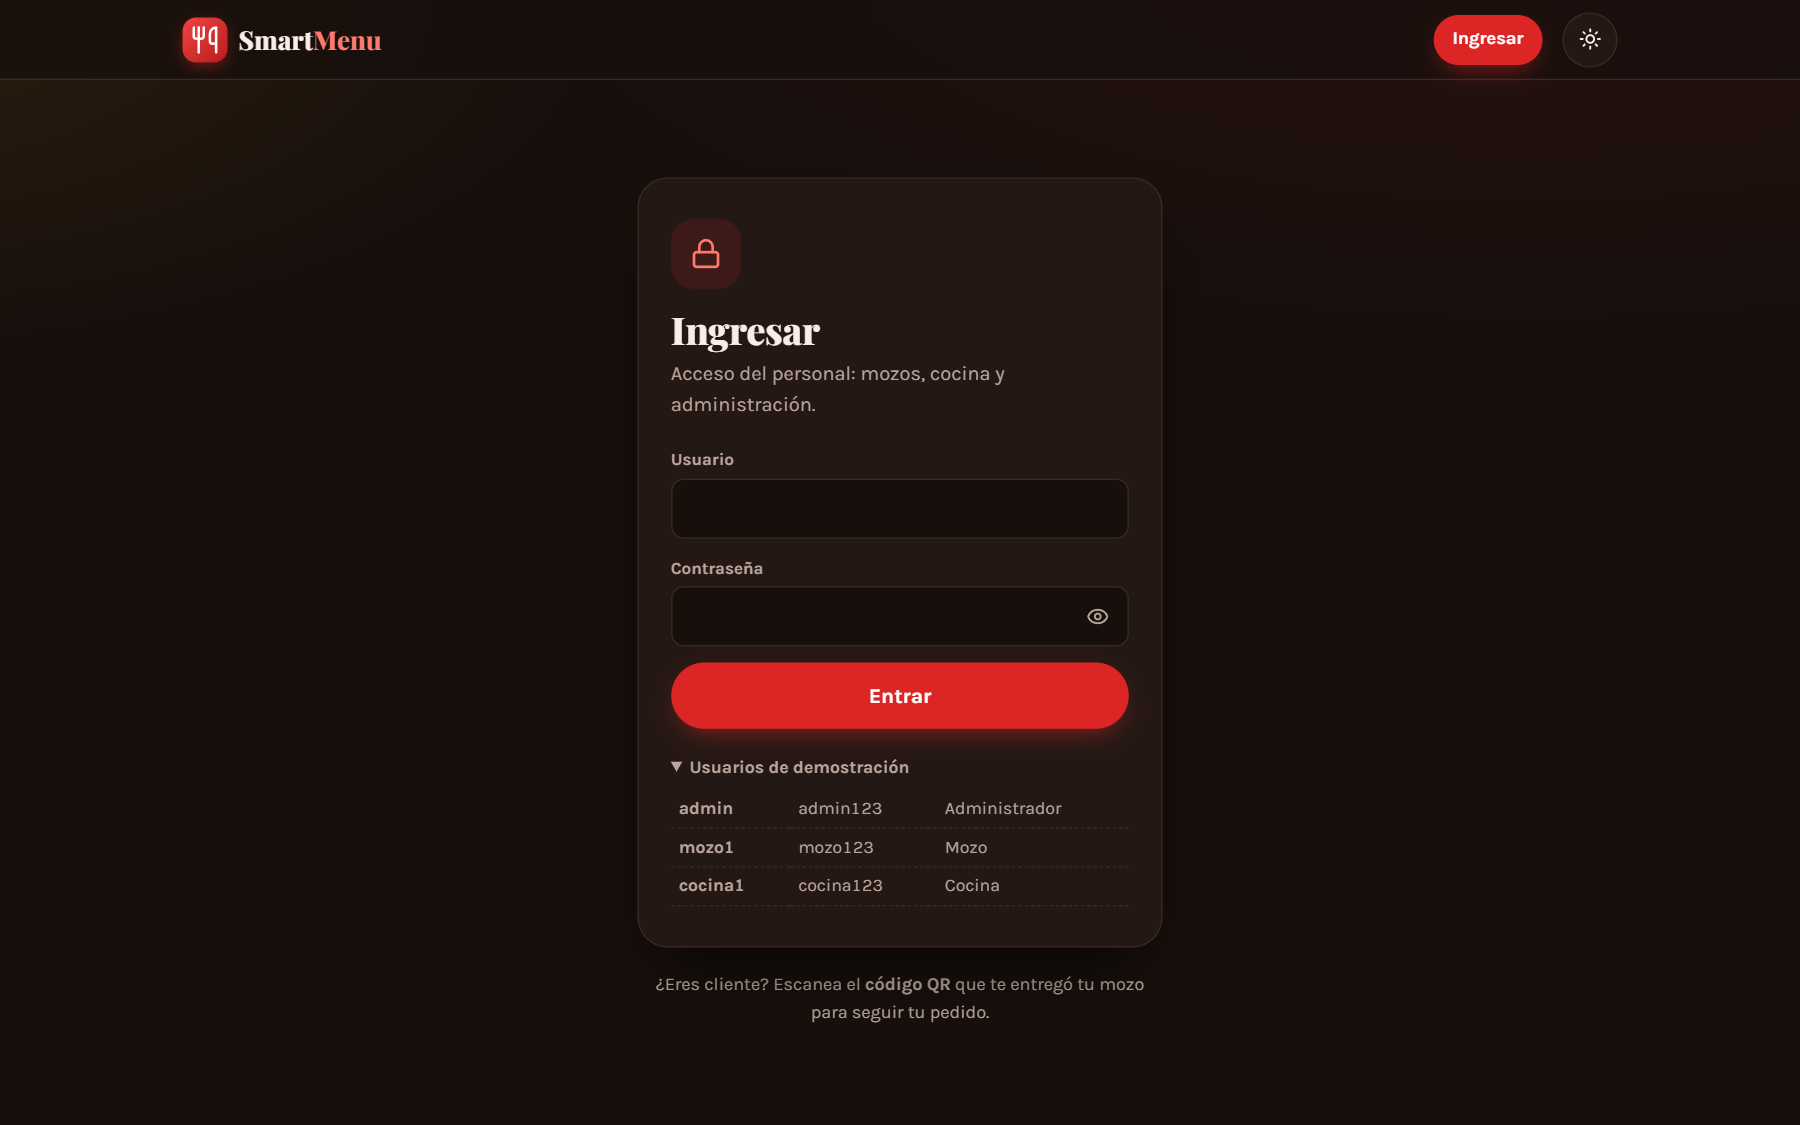 SmartMenu
Ingresar
Ingresar
Acceso del personal: mozos, cocina y
administración.
Usuario
Contraseña
Entrar
▼ Usuarios de demostración
admin admin123 Administrador
mozo1 mozo123 Mozo
cocina1 cocina123 Cocina
¿Eres cliente? Escanea el código QR que te entregó tu mozo
para seguir tu pedido.